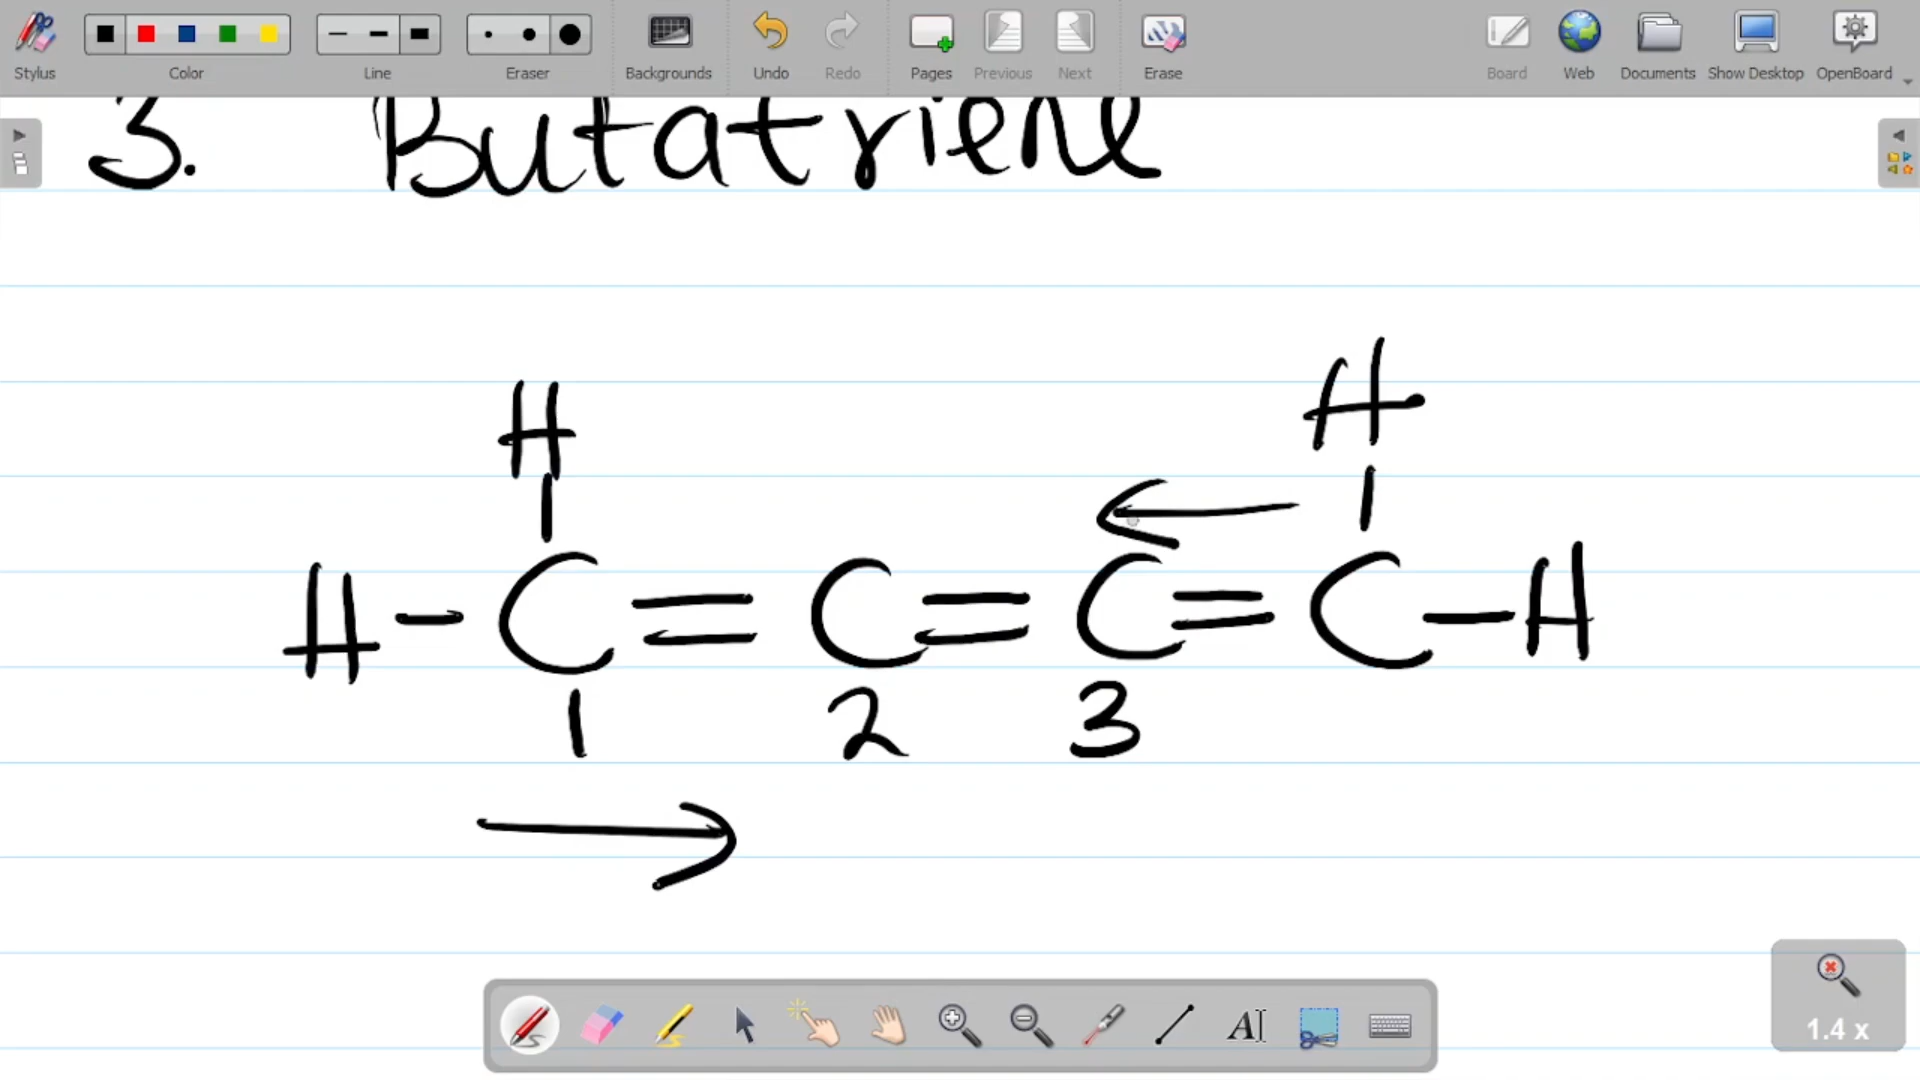 Stylus Color Line Eraser Backgrounds Undo Redo Pages Previous Next Erase Board Web Documents Show Desktop OpenBoard
3. Butatriene
H H
H - C = C = C = C - H
1 2 3
1.4 x